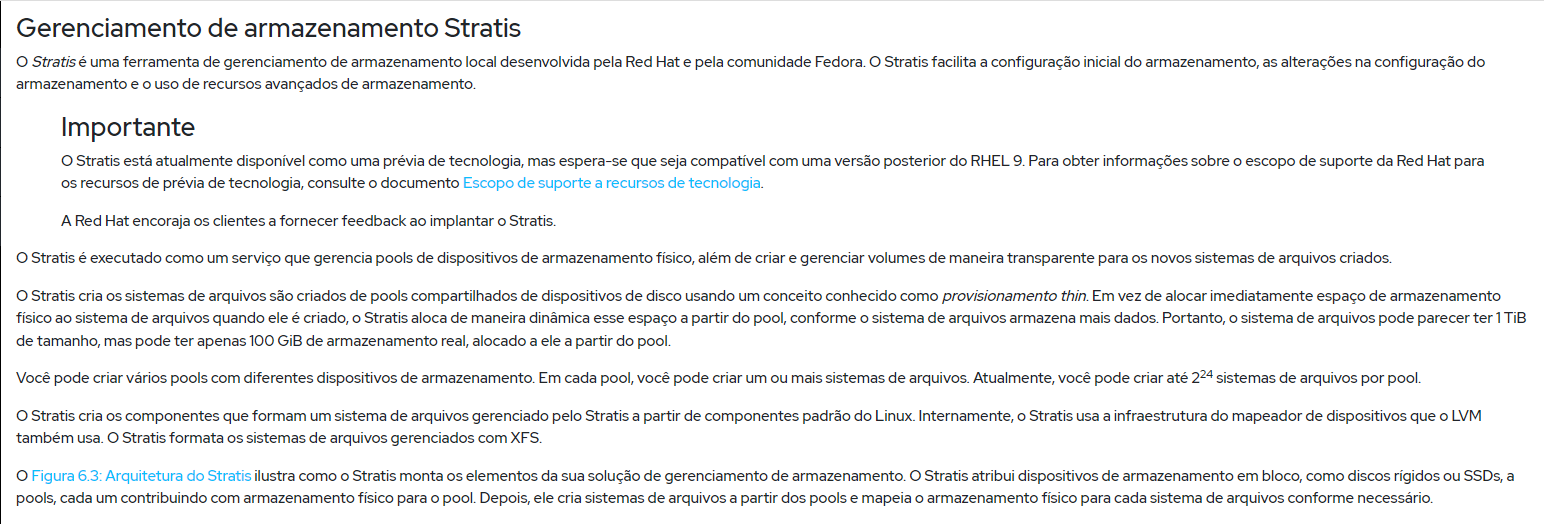 Gerenciamento de armazenamento Stratis
O Stratis é uma ferramenta de gerenciamento de armazenamento local desenvolvida pela Red Hat e pela comunidade Fedora. O Stratis facilita a configuração inicial do armazenamento, as alterações na configuração do
armazenamento e o uso de recursos avançados de armazenamento.
Importante
O Stratis está atualmente disponível como uma prévia de tecnologia, mas espera-se que seja compatível com uma versão posterior do RHEL 9. Para obter informações sobre o escopo de suporte da Red Hat para
os recursos de prévia de tecnologia, consulte o documento Escopo de suporte a recursos de tecnologia.
A Red Hat encoraja os clientes a fornecer feedback ao implantar o Stratis.
O Stratis é executado como um serviço que gerencia pools de dispositivos de armazenamento físico, além de criar e gerenciar volumes de maneira transparente para os novos sistemas de arquivos criados.
O Stratis cria os sistemas de arquivos são criados de pools compartilhados de dispositivos de disco usando um conceito conhecido como provisionamento thin. Em vez de alocar imediatamente espaço de armazenamento
físico ao sistema de arquivos quando ele é criado, o Stratis aloca de maneira dinâmica esse espaço a partir do pool, conforme o sistema de arquivos armazena mais dados. Portanto, o sistema de arquivos pode parecer ter 1 TiB
de tamanho, mas pode ter apenas 100 GiB de armazenamento real, alocado a ele a partir do pool.
Você pode criar vários pools com diferentes dispositivos de armazenamento. Em cada pool, você pode criar um ou mais sistemas de arquivos. Atualmente, você pode criar até 2²⁴ sistemas de arquivos por pool.
O Stratis cria os componentes que formam um sistema de arquivos gerenciado pelo Stratis a partir de componentes padrão do Linux. Internamente, o Stratis usa a infraestrutura do mapeador de dispositivos que o LVM
também usa. O Stratis formata os sistemas de arquivos gerenciados com XFS.
O Figura 6.3: Arquitetura do Stratis ilustra como o Stratis monta os elementos da sua solução de gerenciamento de armazenamento. O Stratis atribui dispositivos de armazenamento em bloco, como discos rígidos ou SSDs, a
pools, cada um contribuindo com armazenamento físico para o pool. Depois, ele cria sistemas de arquivos a partir dos pools e mapeia o armazenamento físico para cada sistema de arquivos conforme necessário.